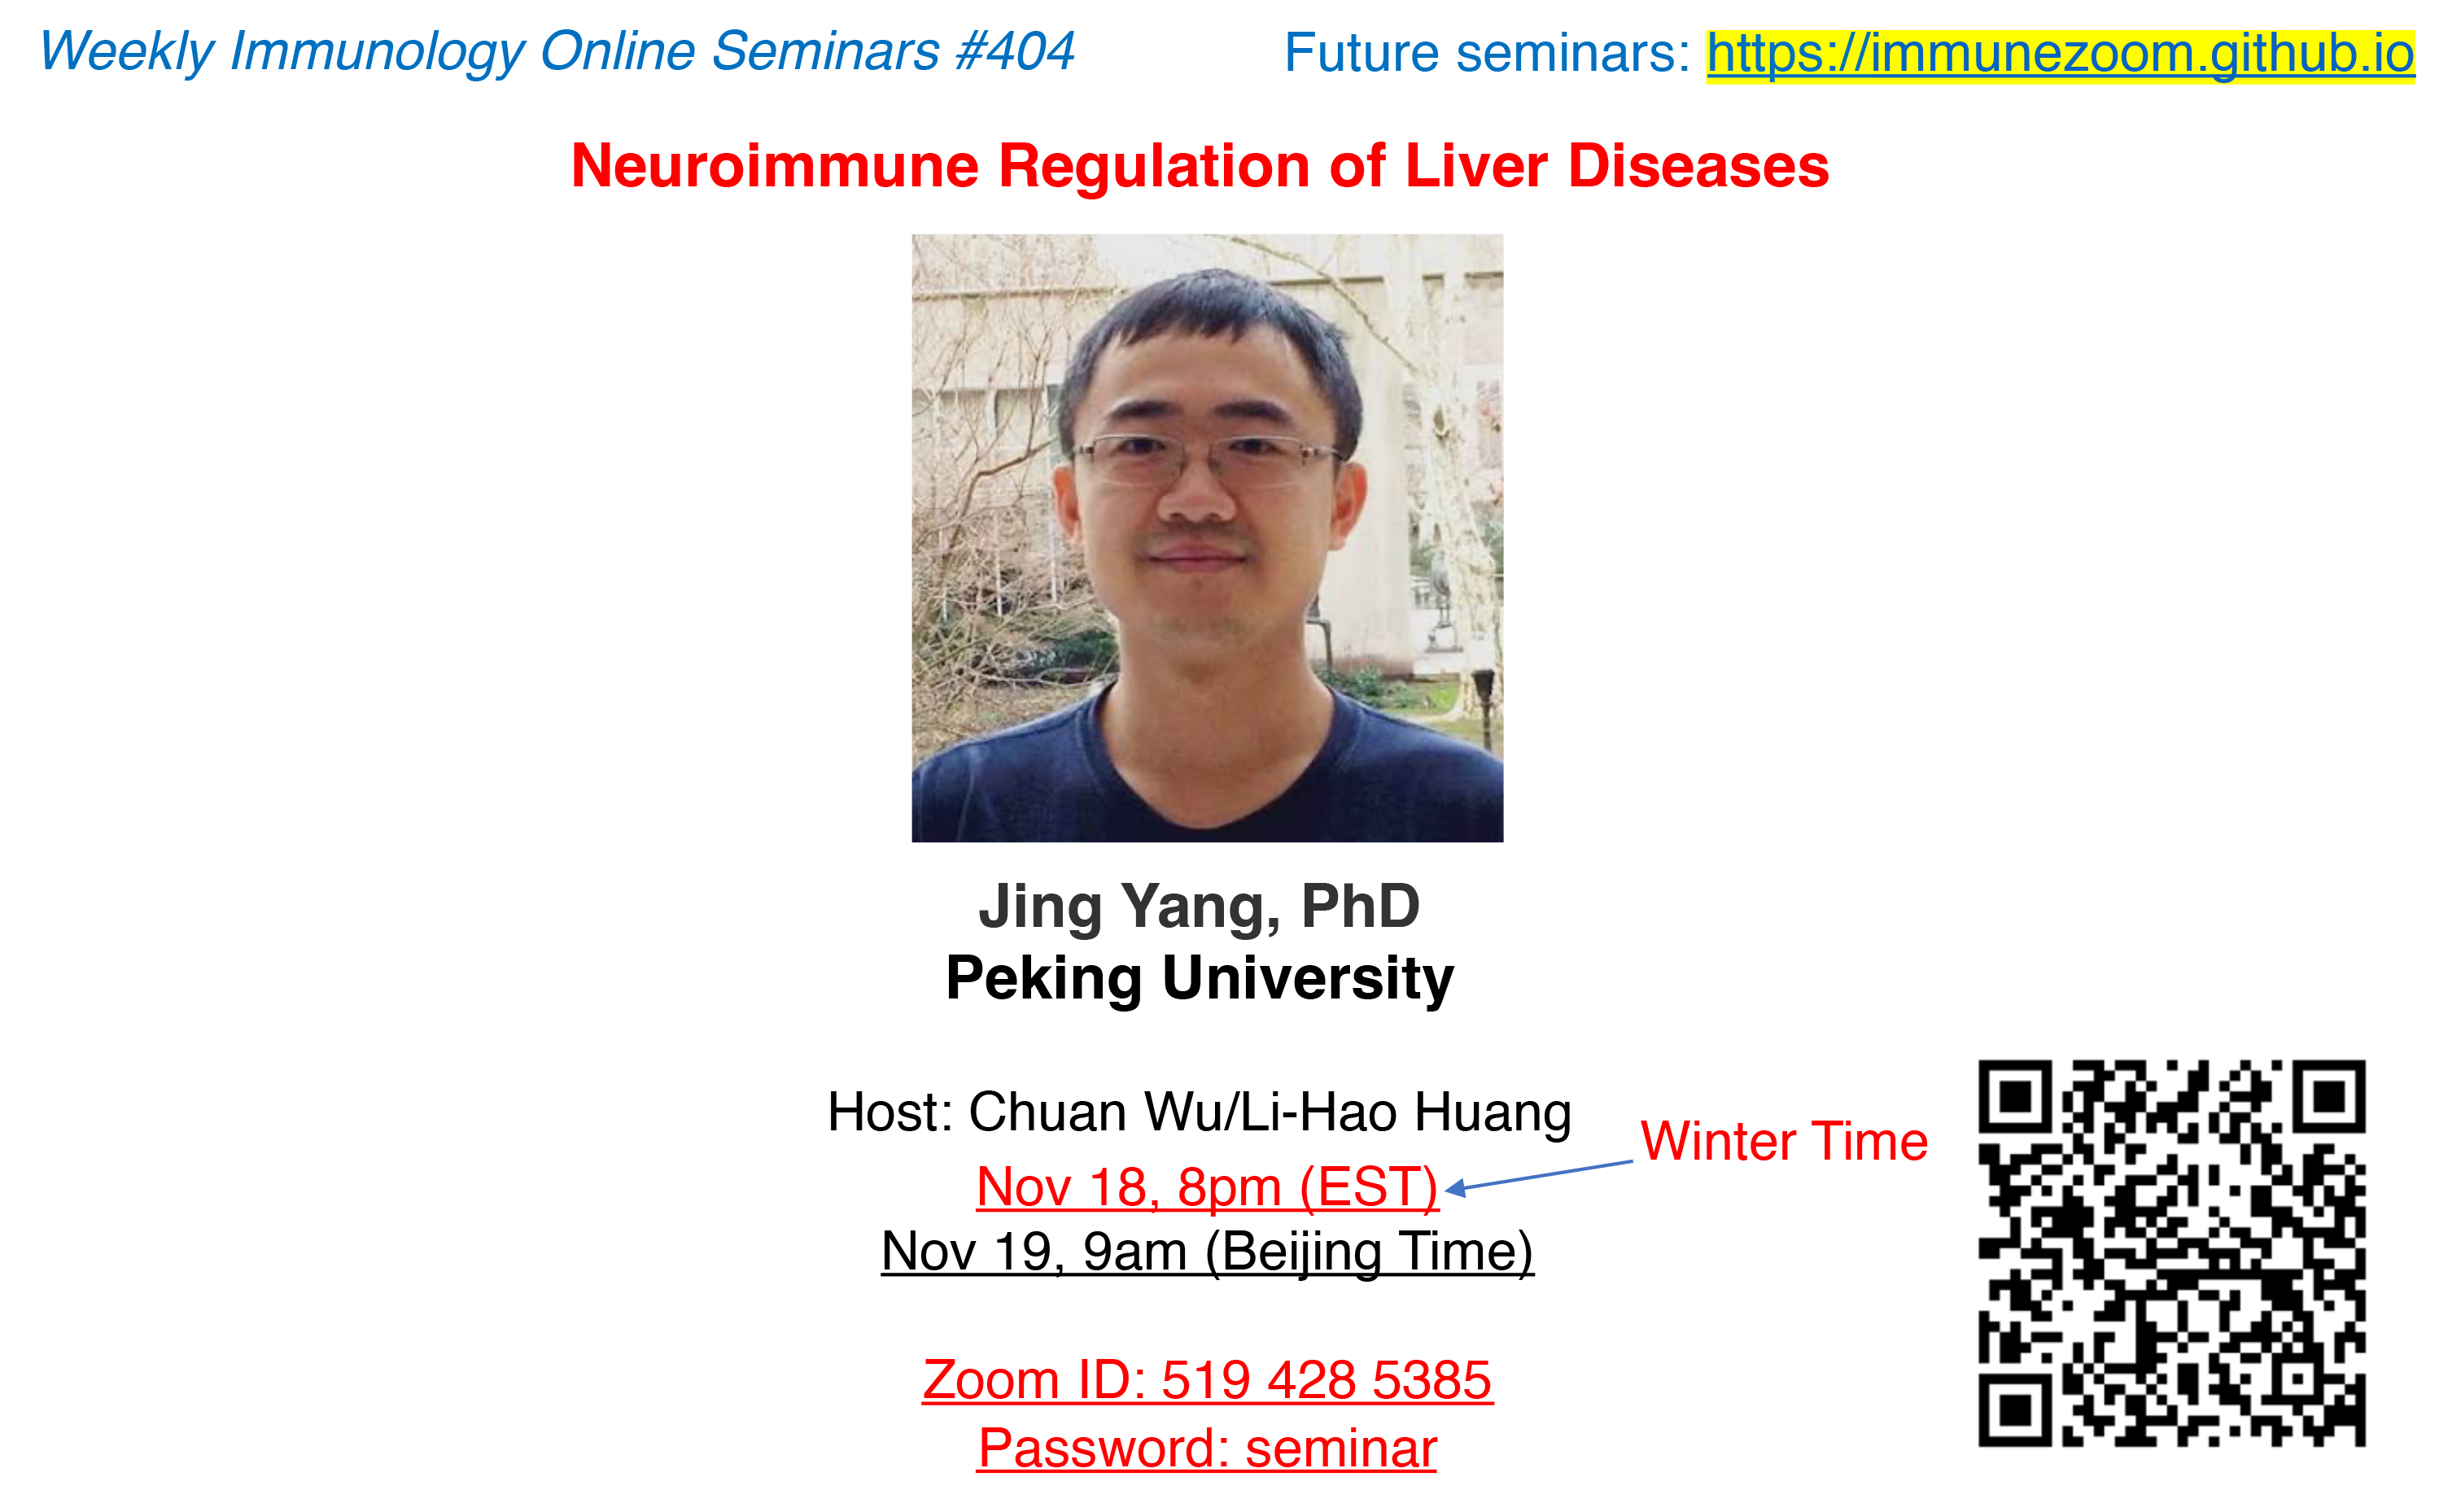 Weekly Immunology Online Seminars #404
Future seminars: https://immunezoom.github.io
Neuroimmune Regulation of Liver Diseases
Jing Yang, PhD
Peking University
Host: Chuan Wu/Li-Hao Huang
Winter Time
Nov 18, 8pm (EST)
Nov 19, 9am (Beijing Time)
Zoom ID: 519 428 5385
Password: seminar